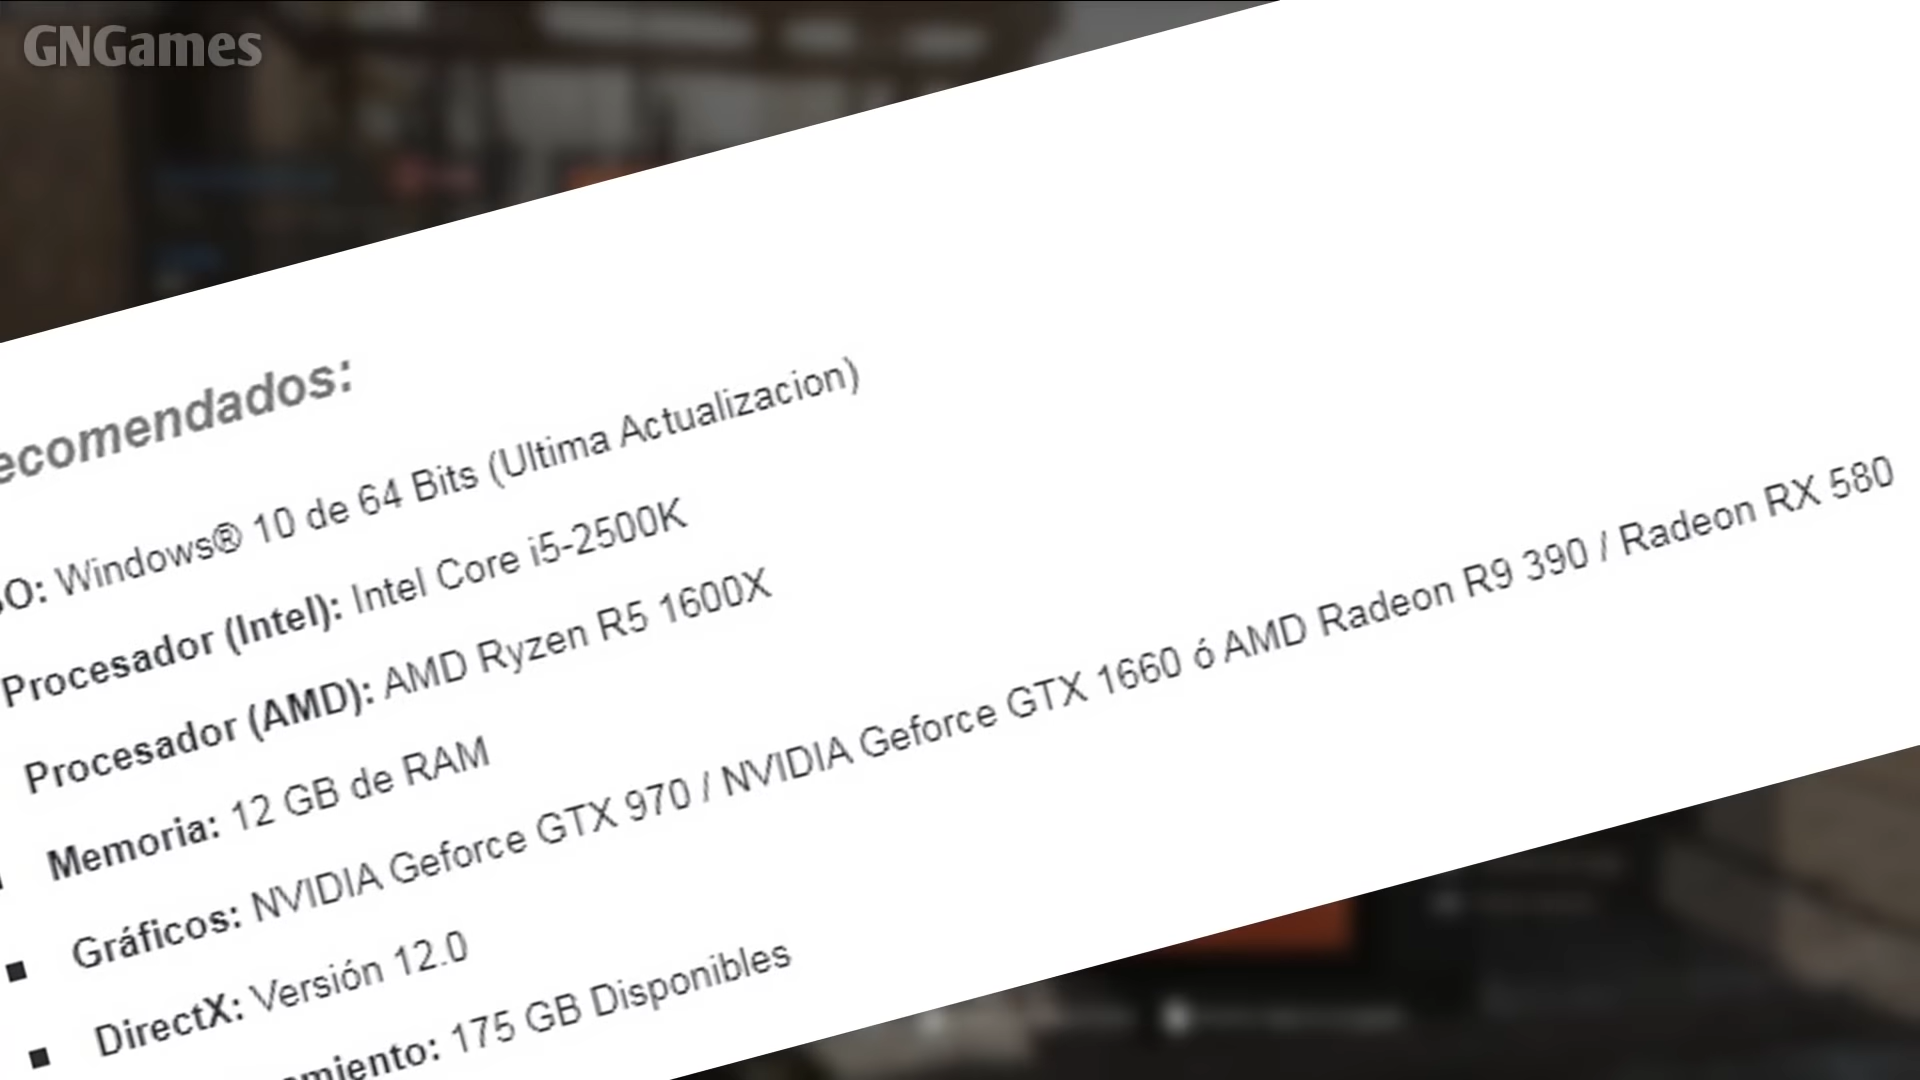 GNGames
ecomendados:
SO: Windows® 10 de 64 Bits (Ultima Actualizacion)
Procesador (Intel): Intel Core i5-2500K
Procesador (AMD): AMD Ryzen R5 1600X
Memoria: 12 GB de RAM
Gráficos: NVIDIA Geforce GTX 970 / NVIDIA Geforce GTX 1660 ó AMD Radeon R9 390 / Radeon RX 580
DirectX: Versión 12.0
amiento: 175 GB Disponibles